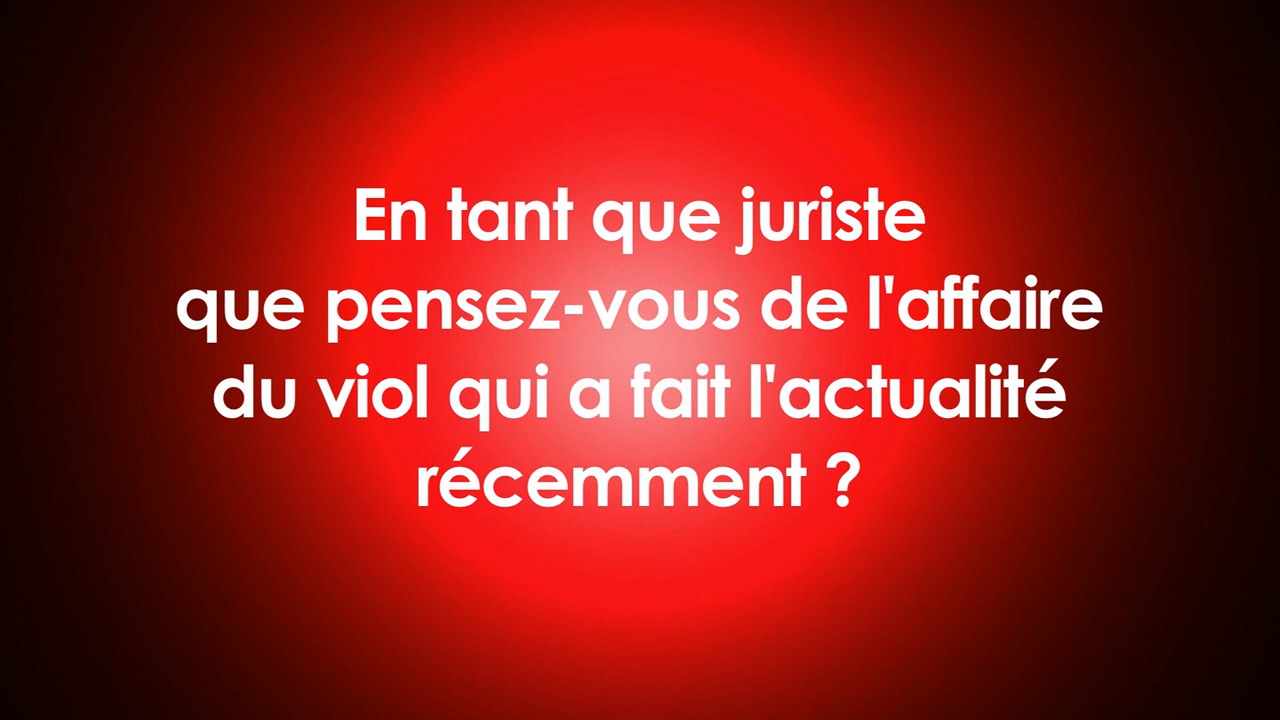 En tant que juriste
que pensez-vous de l'affaire
du viol qui a fait l'actualité
récemment ?